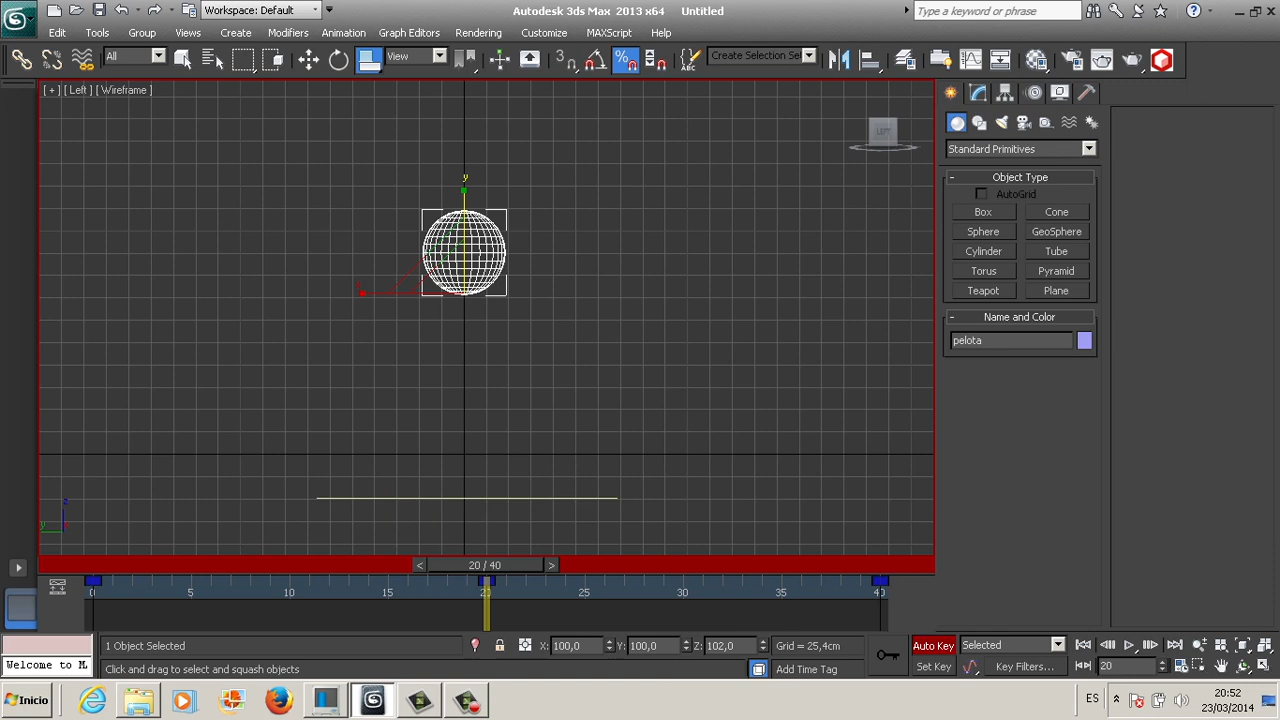 Workspace: Default
Autodesk 3ds Max 2013 x64 Untitled
Type a keyword or phrase
Edit Tools Group Views Create Modifiers Animation Graph Editors Rendering Customize MAXScript Help
All View 3 % Create Selection Se
[ + ] [ Left ] [ Wireframe ]
LEFT
Standard Primitives
- Object Type
AutoGrid
Box Cone
Sphere GeoSphere
Cylinder Tube
Torus Pyramid
Teapot Plane
- Name and Color
pelota
y
z
y
< 20 / 40 >
0 5 10 15 20 25 30 35 40
1 Object Selected X: 100,0 Y: 100,0 Z: 102,0 Grid = 25,4cm Auto Key Selected
Welcome to M Click and drag to select and squash objects Add Time Tag Set Key Key Filters... 20
Inicio ES 20:52
23/03/2014